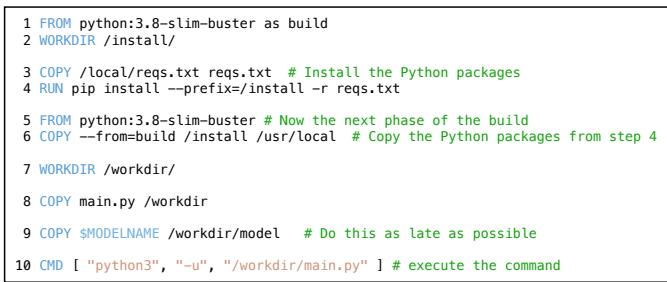 1 FROM python:3.8-slim-buster as build
2 WORKDIR /install/
3 COPY /local/reqs.txt reqs.txt # Install the Python packages
4 RUN pip install --prefix=/install -r reqs.txt
5 FROM python:3.8-slim-buster # Now the next phase of the build
6 COPY --from=build /install /usr/local # Copy the Python packages from step 4
7 WORKDIR /workdir/
8 COPY main.py /workdir
9 COPY $MODELNAME /workdir/model # Do this as late as possible
10 CMD [ "python3", "-u", "/workdir/main.py" ] # execute the command